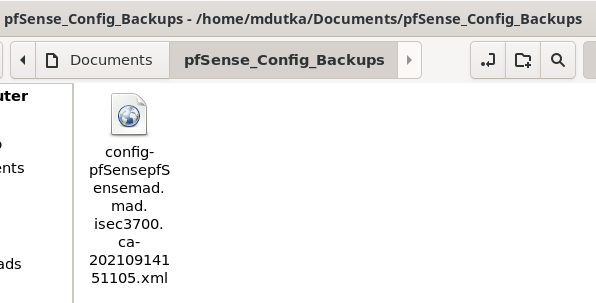 pfSense_Config_Backups - /home/mdutka/Documents/pfSense_Config_Backups
Documents
pfSense_Config_Backups
uter
ents
ads
config-
pfSensepfS
ensemad.
mad.
isec3700.
ca-
202109141
51105.xml